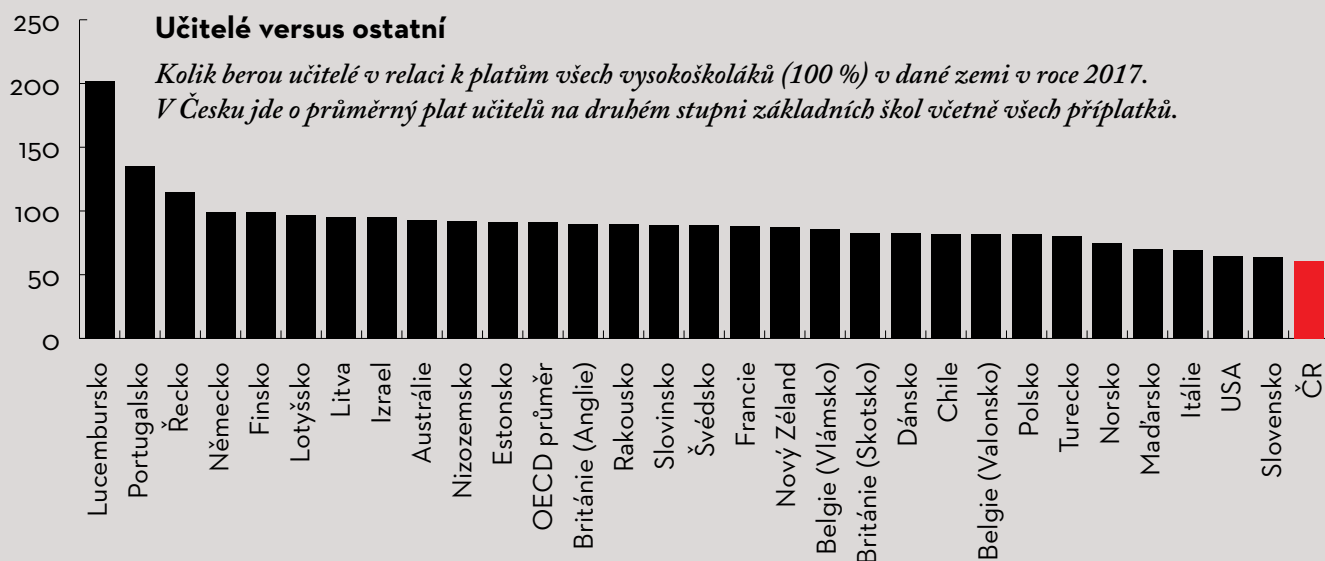 Učitelé versus ostatní
Kolik berou učitelé v relaci k platům všech vysokoškoláků (100 %) v dané zemi v roce 2017.
V Česku jde o průměrný plat učitelů na druhém stupni základních škol včetně všech příplatků.
250
200
150
100
50
0
Lucembursko
Portugalsko
Řecko
Německo
Finsko
Lotyšsko
Litva
Izrael
Austrálie
Nizozemsko
Estonsko
OECD průměr
Británie (Anglie)
Rakousko
Slovinsko
Švédsko
Francie
Nový Zéland
Belgie (Vlámsko)
Británie (Skotsko)
Dánsko
Chile
Belgie (Valonsko)
Polsko
Turecko
Norsko
Maďarsko
Itálie
USA
Slovensko
ČR